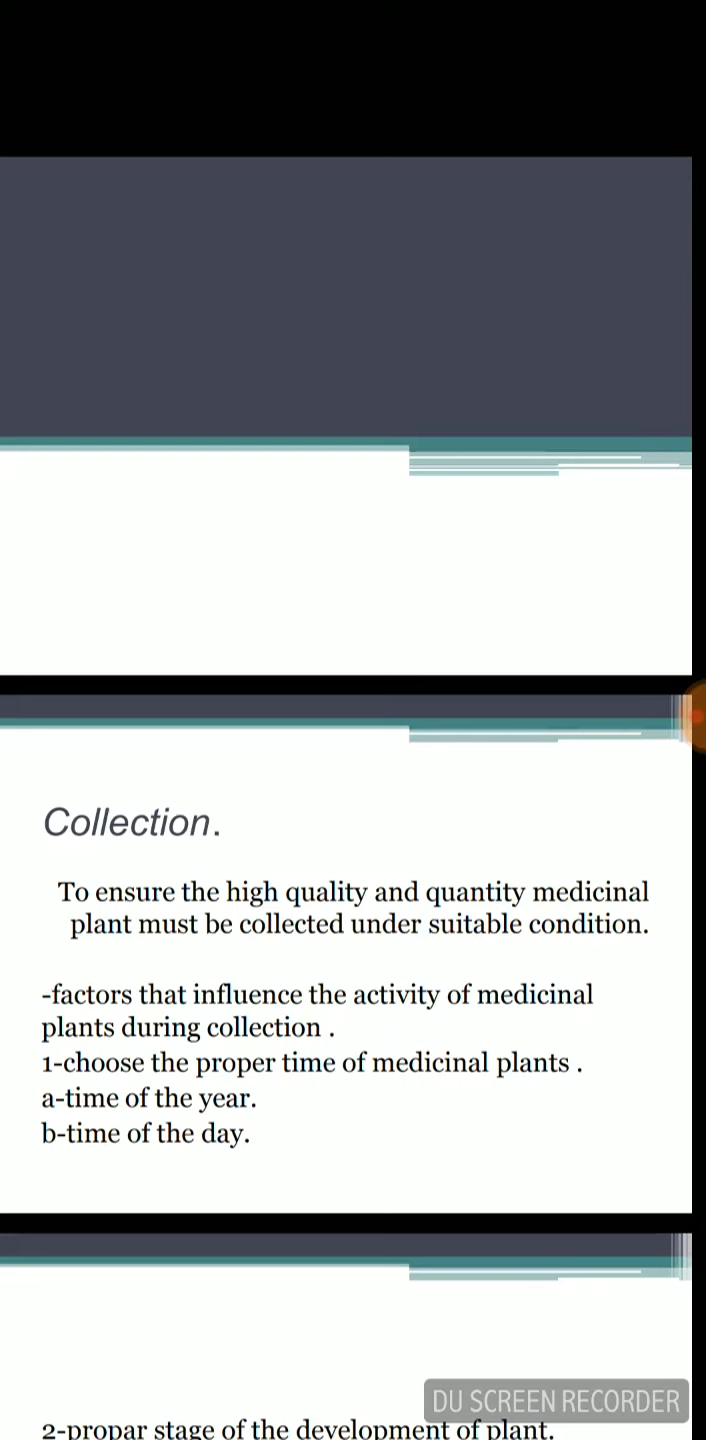 Collection.
To ensure the high quality and quantity medicinal
plant must be collected under suitable condition.
-factors that influence the activity of medicinal
plants during collection .
1-choose the proper time of medicinal plants .
a-time of the year.
b-time of the day.
DU SCREEN RECORDER
2-propar stage of the development of plant.